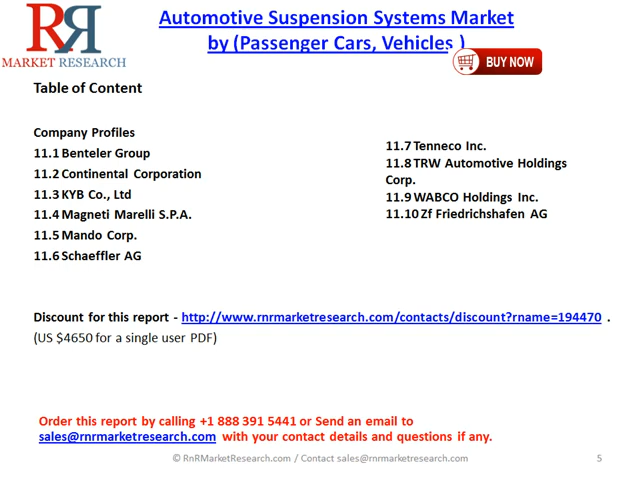 RR
MARKET RESEARCH
Automotive Suspension Systems Market
by (Passenger Cars, Vehicles )
BUY NOW
Table of Content
Company Profiles
11.1 Benteler Group
11.2 Continental Corporation
11.3 KYB Co., Ltd
11.4 Magneti Marelli S.P.A.
11.5 Mando Corp.
11.6 Schaeffler AG
11.7 Tenneco Inc.
11.8 TRW Automotive Holdings
Corp.
11.9 WABCO Holdings Inc.
11.10 Zf Friedrichshafen AG
Discount for this report - http://www.rnrmarketresearch.com/contacts/discount?rname=194470 .
(US $4650 for a single user PDF)
Order this report by calling +1 888 391 5441 or Send an email to
sales@rnrmarketresearch.com with your contact details and questions if any.
© RnRMarketResearch.com / Contact sales@rnrmarketresearch.com
5